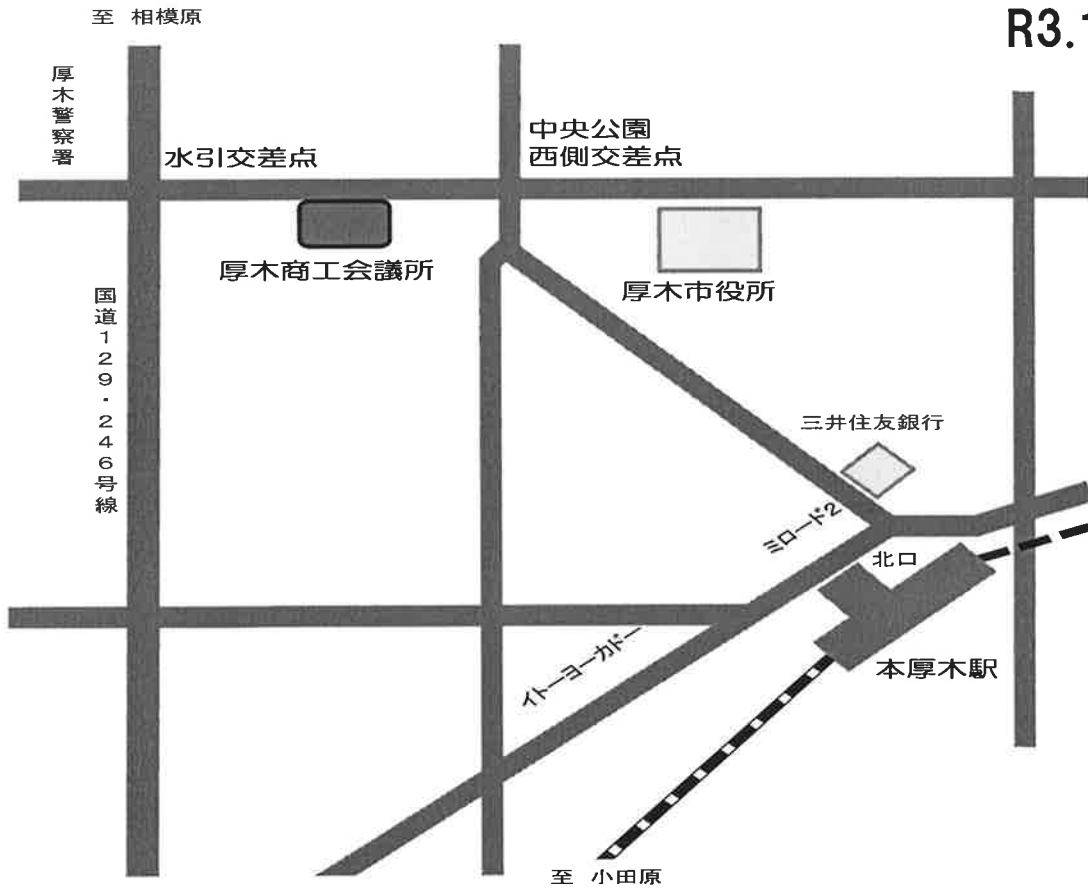 至 相模原
R3.1
厚木警察署
水引交差点
中央公園
西側交差点
厚木商工会議所
厚木市役所
国道129・246号線
三井住友銀行
ミロード2
北口
イトーヨーカドー
本厚木駅
至 小田原